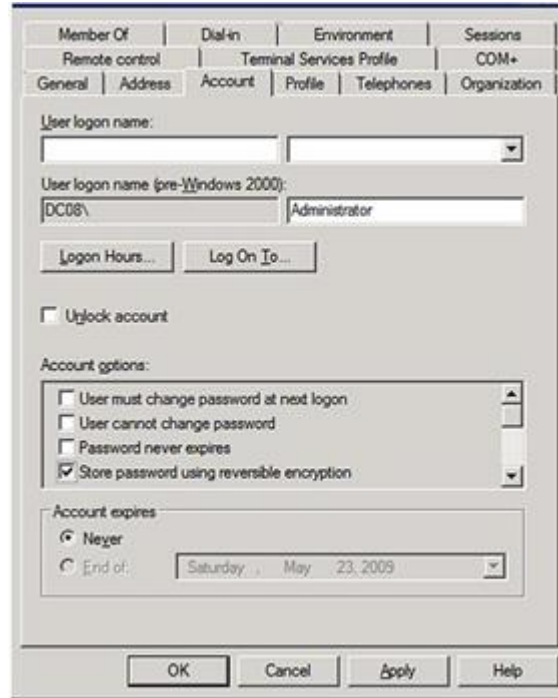 Member Of Dial-in Environment Sessions
Remote control Terminal Services Profile COM+
General Address Account Profile Telephones Organization
User logon name:
User logon name (pre-Windows 2000):
DC08\ Administrator
Logon Hours... Log On To...
Unlock account
Account options:
User must change password at next logon
User cannot change password
Password never expires
Store password using reversible encryption
Account expires
Never
End of: Saturday , May 23, 2009
OK Cancel Apply Help